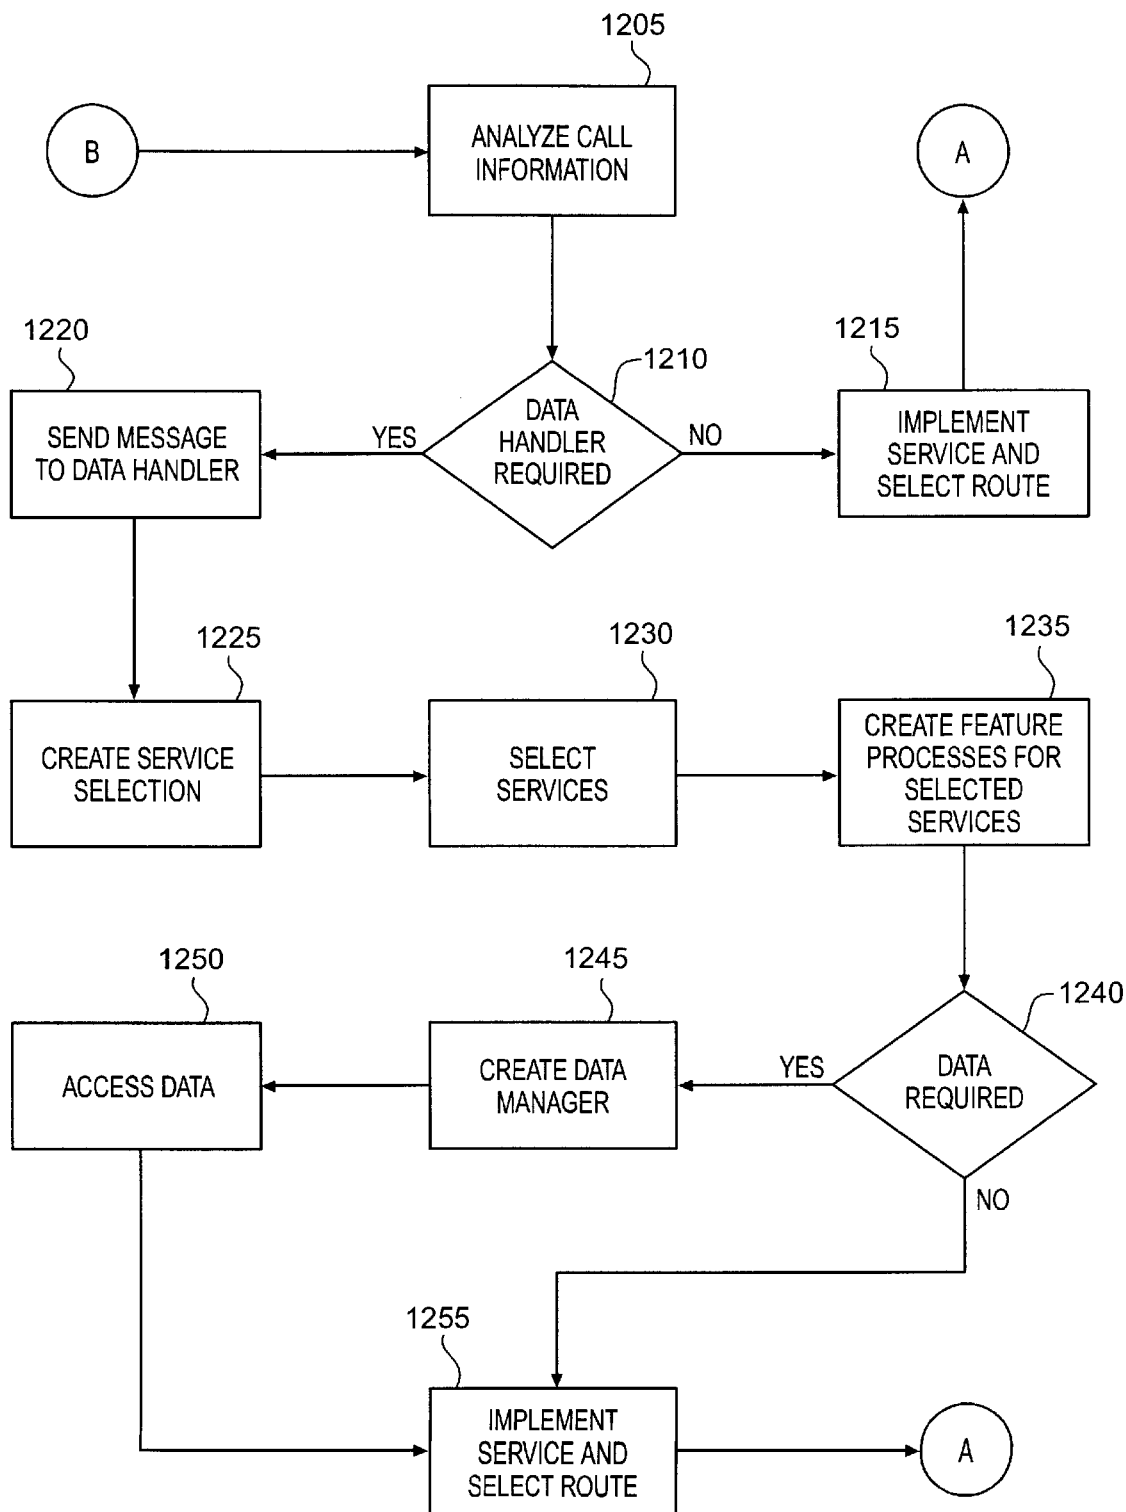 1205
B
ANALYZE CALL
INFORMATION
A
1220
1210
1215
SEND MESSAGE
TO DATA HANDLER
YES
DATA
HANDLER
REQUIRED
NO
IMPLEMENT
SERVICE AND
SELECT ROUTE
1225
1230
1235
CREATE SERVICE
SELECTION
SELECT
SERVICES
CREATE FEATURE
PROCESSES FOR
SELECTED
SERVICES
1250
1245
1240
ACCESS DATA
CREATE DATA
MANAGER
YES
DATA
REQUIRED
NO
1255
IMPLEMENT
SERVICE AND
SELECT ROUTE
A